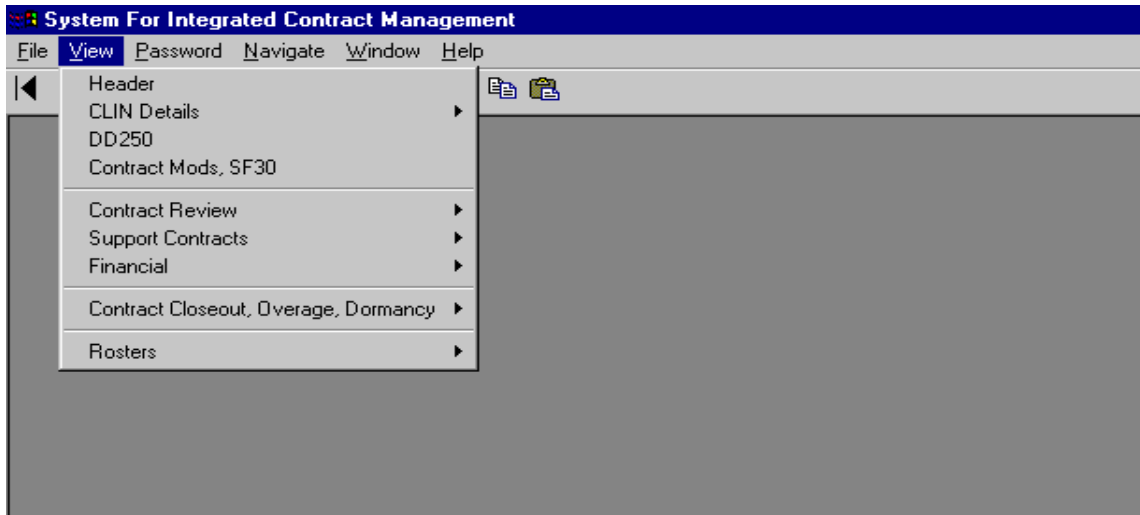 System For Integrated Contract Management
File View Password Navigate Window Help
Header
CLIN Details
DD250
Contract Mods, SF30
Contract Review
Support Contracts
Financial
Contract Closeout, Overage, Dormancy
Rosters